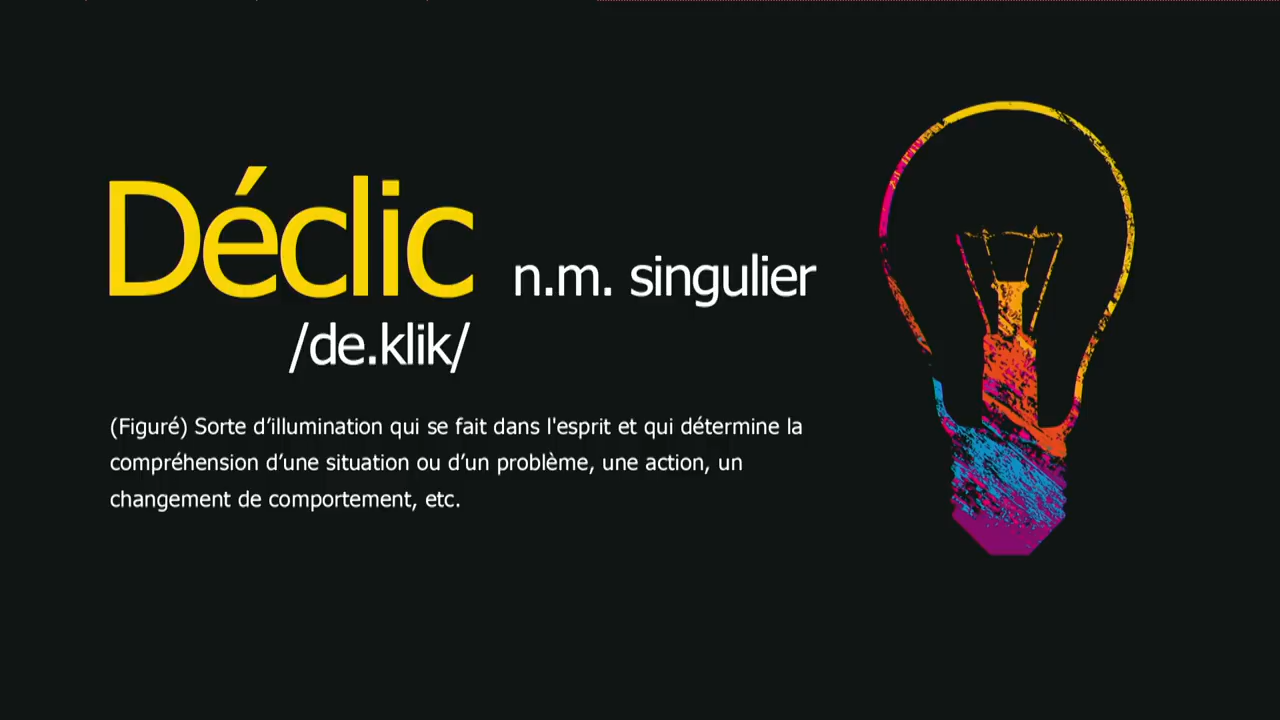 Déclic n.m. singulier
/de.klik/
(Figuré) Sorte d’illumination qui se fait dans l'esprit et qui détermine la
compréhension d’une situation ou d’un problème, une action, un
changement de comportement, etc.